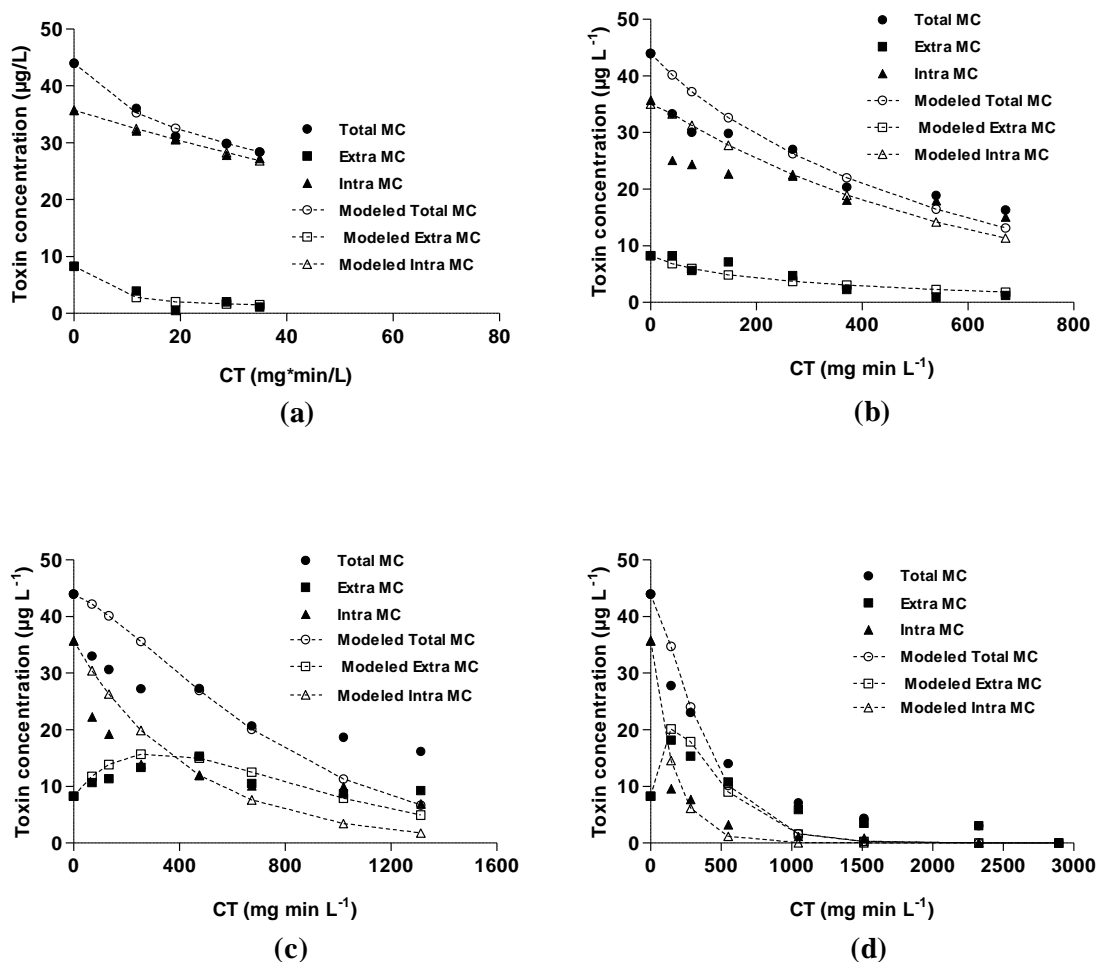 50
40
30
20
10
0
0 20 40 60 80
Toxin concentration (µg/L)
CT (mg*min/L)
Total MC
Extra MC
Intra MC
Modeled Total MC
Modeled Extra MC
Modeled Intra MC
(a)
50
40
30
20
10
0
0 200 400 600 800
Toxin concentration (µg L⁻¹)
CT (mg min L⁻¹)
Total MC
Extra MC
Intra MC
Modeled Total MC
Modeled Extra MC
Modeled Intra MC
(b)
50
40
30
20
10
0
0 400 800 1200 1600
Toxin concentration (µg L⁻¹)
CT (mg min L⁻¹)
Total MC
Extra MC
Intra MC
Modeled Total MC
Modeled Extra MC
Modeled Intra MC
(c)
50
40
30
20
10
0
0 500 1000 1500 2000 2500 3000
Toxin concentration (µg L⁻¹)
CT (mg min L⁻¹)
Total MC
Extra MC
Intra MC
Modeled Total MC
Modeled Extra MC
Modeled Intra MC
(d)